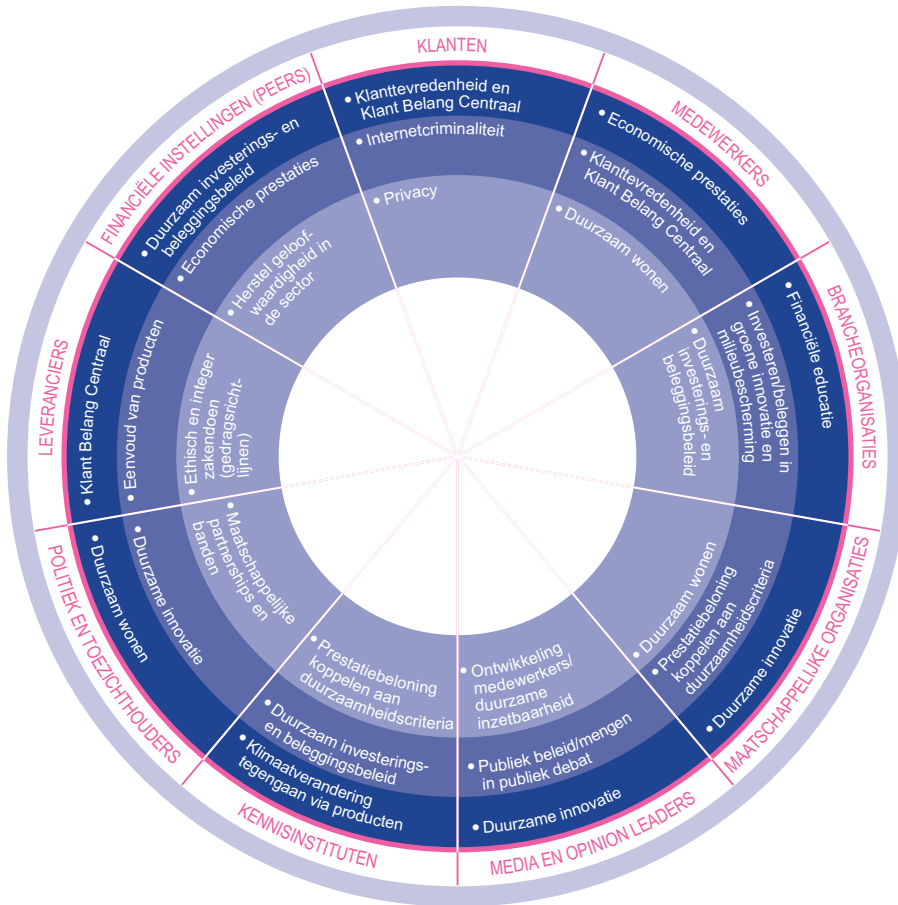 KLANTEN
• Klanttevredenheid en
Klant Belang Centraal
• Internetcriminaliteit
• Privacy
MEDEWERKERS
• Economische prestaties
• Klanttevredenheid en
Klant Belang Centraal
• Duurzaam wonen
BRANCHEORGANISATIES
• Financiële educatie
• Investeren/beleggen in
groene innovatie en
milieubescherming
• Duurzaam
investerings- en
beleggingsbeleid
MAATSCHAPPELIJKE ORGANISATIES
• Duurzame innovatie
• Prestatiebeloning
koppelen aan
duurzaamheidscriteria
• Duurzaam wonen
MEDIA EN OPINION LEADERS
• Duurzame innovatie
• Publiek beleid/mengen
in publiek debat
• Ontwikkeling
medewerkers/
duurzame
inzetbaarheid
KENNISINSTITUTEN
• Klimaatverandering
tegengaan via producten
• Duurzaam investerings-
en beleggingsbeleid
• Prestatiebeloning
koppelen aan
duurzaamheidscriteria
POLITIEK EN TOEZICHTHOUDERS
• Duurzaam wonen
• Duurzame innovatie
• Maatschappelijke
partnerships en
banden
LEVERANCIERS
• Klant Belang Centraal
• Eenvoud van producten
• Ethisch en integer
zakendoen
(gedragsricht-
lijnen)
FINANCIËLE INSTELLINGEN (PEERS)
• Duurzaam investerings- en
beleggingsbeleid
• Economische prestaties
• Herstel geloof-
waardigheid in
de sector